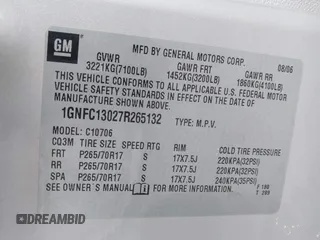 GM
MFD BY GENERAL MOTORS CORP. 08/06
GVWR GAWR FRT GAWR RR
3221KG(7100LB) 1452KG(3200LB) 1860KG(4100LB)
THIS VEHICLE CONFORMS TO ALL APPLICABLE U.S. FEDERAL MOTOR
VEHICLE SAFETY STANDARDS IN EFFECT ON THE DATE OF
MANUFACTURE SHOWN ABOVE.
1GNFC13027R265132 TYPE: M.P.V.
MODEL: C10706
CQ3M TIRE SIZE SPEED RTG RIM COLD TIRE PRESSURE
FRT P265/70R17 S 17X7.5J 220KPA(32PSI)
RR P265/70R17 S 17X7.5J 220KPA(32PSI)
SPA P265/70R17 S 17X7.5J 240KPA(35PSI)
SEE OWNER'S MANUAL FOR ADDITIONAL INFORMATION.
DREAMBID